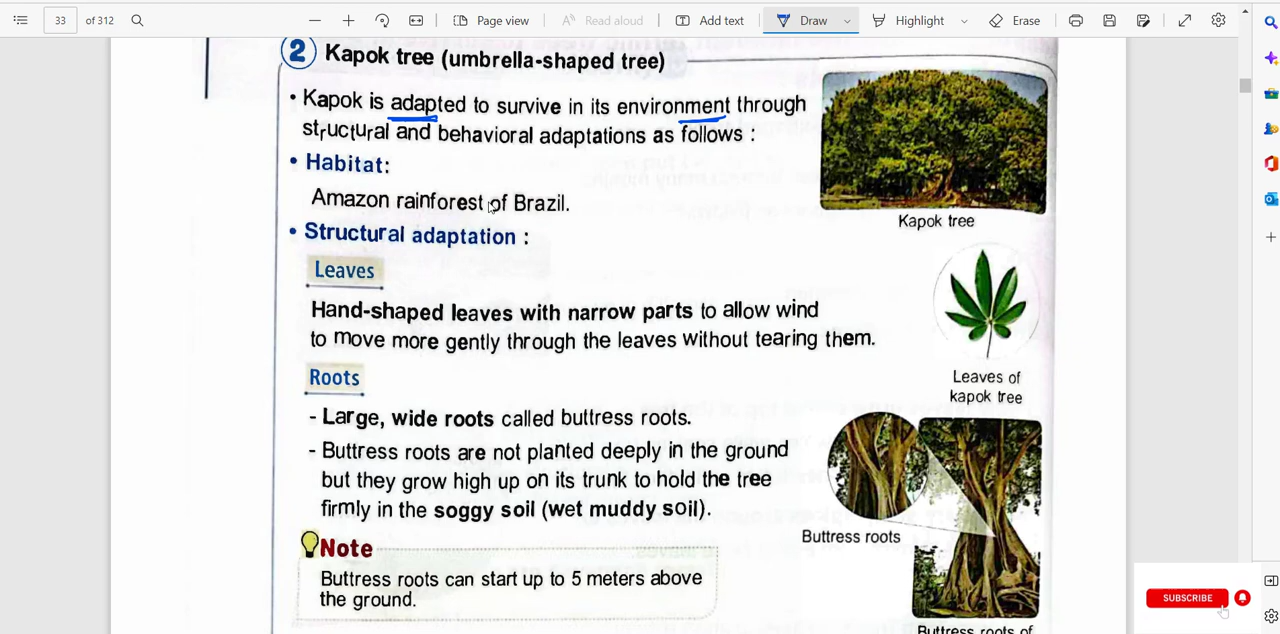 33 of 312
Page view
Read aloud
Add text
Draw
Highlight
Erase
2 Kapok tree (umbrella-shaped tree)
• Kapok is adapted to survive in its environment through
structural and behavioral adaptations as follows :
• Habitat:
Amazon rainforest of Brazil.
• Structural adaptation :
Leaves
Hand-shaped leaves with narrow parts to allow wind
to move more gently through the leaves without tearing them.
Roots
- Large, wide roots called buttress roots.
- Buttress roots are not planted deeply in the ground
but they grow high up on its trunk to hold the tree
firmly in the soggy soil (wet muddy soil).
Note
Buttress roots can start up to 5 meters above
the ground.
Kapok tree
Leaves of
kapok tree
Buttress roots
Buttress roots of
SUBSCRIBE